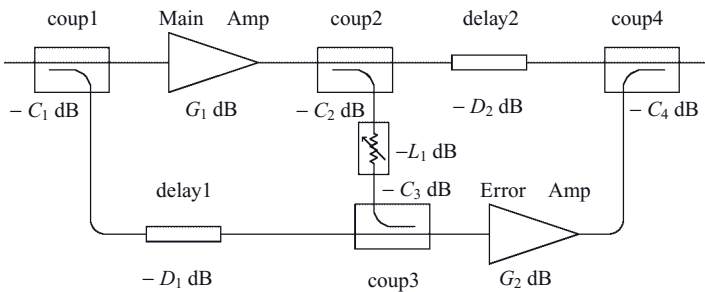 coup1 Main Amp coup2 delay2 coup4
− C₁ dB G₁ dB − C₂ dB − D₂ dB − C₄ dB
−L₁ dB
delay1 − C₃ dB Error Amp
− D₁ dB coup3 G₂ dB